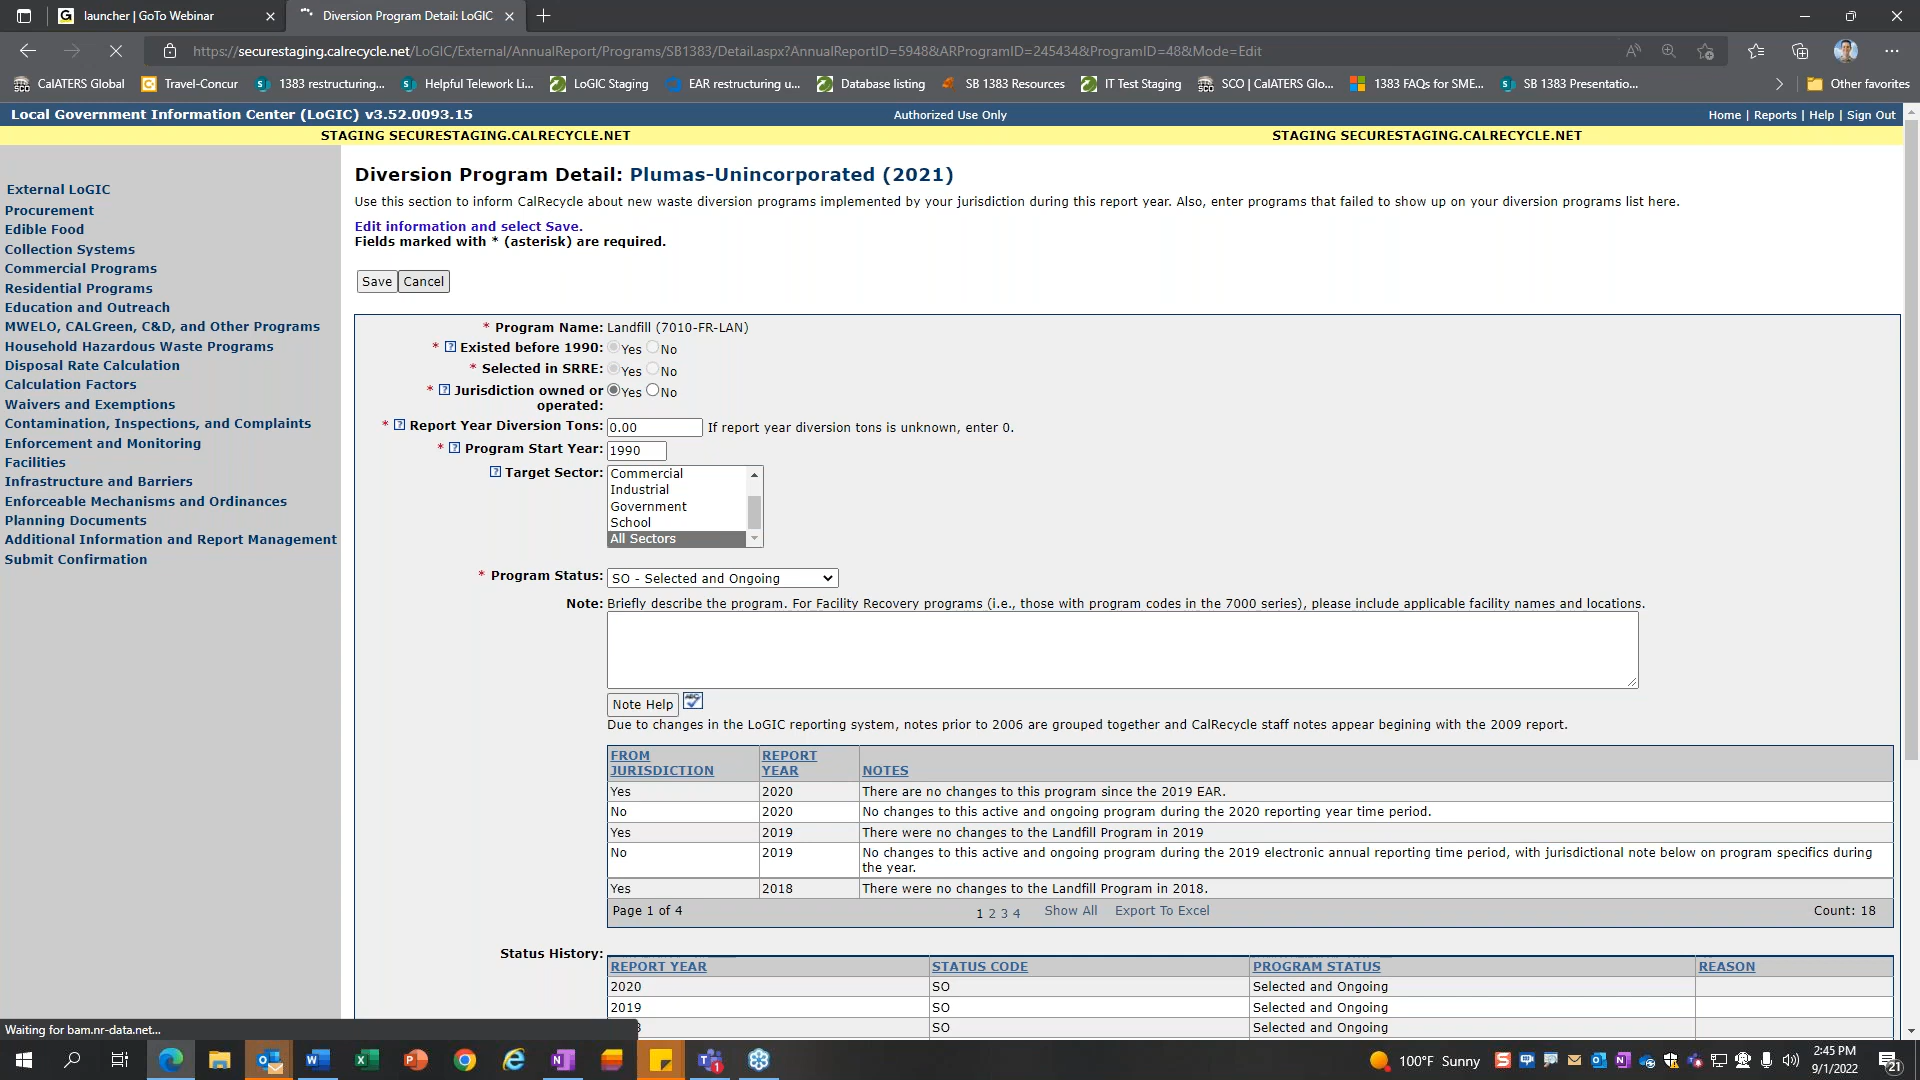 launcher | GoTo Webinar
Diversion Program Detail: LoGIC
https://securestaging.calrecycle.net/LoGIC/External/AnnualReport/Programs/SB1383/Detail.aspx?AnnualReportID=5948&ARProgramID=245434&ProgramID=48&Mode=Edit
CalATERS Global
Travel-Concur
1383 restructuring...
Helpful Telework Li...
LoGIC Staging
EAR restructuring u...
Database listing
SB 1383 Resources
IT Test Staging
SCO | CalATERS Glo...
1383 FAQs for SME...
SB 1383 Presentatio...
Other favorites
Local Government Information Center (LoGIC) v3.52.0093.15
Authorized Use Only
Home | Reports | Help | Sign Out
STAGING SECURESTAGING.CALRECYCLE.NET
STAGING SECURESTAGING.CALRECYCLE.NET
External LoGIC
Procurement
Edible Food
Collection Systems
Commercial Programs
Residential Programs
Education and Outreach
MWELO, CALGreen, C&D, and Other Programs
Household Hazardous Waste Programs
Disposal Rate Calculation
Calculation Factors
Waivers and Exemptions
Contamination, Inspections, and Complaints
Enforcement and Monitoring
Facilities
Infrastructure and Barriers
Enforceable Mechanisms and Ordinances
Planning Documents
Additional Information and Report Management
Submit Confirmation
Diversion Program Detail: Plumas-Unincorporated (2021)
Use this section to inform CalRecycle about new waste diversion programs implemented by your jurisdiction during this report year. Also, enter programs that failed to show up on your diversion programs list here.
Edit information and select Save.
Fields marked with * (asterisk) are required.
Save Cancel
* Program Name: Landfill (7010-FR-LAN)
* ? Existed before 1990: Yes No
* Selected in SRRE: Yes No
* ? Jurisdiction owned or Yes No
operated:
* ? Report Year Diversion Tons: 0.00 If report year diversion tons is unknown, enter 0.
* ? Program Start Year: 1990
? Target Sector: Commercial
Industrial
Government
School
All Sectors
* Program Status: SO - Selected and Ongoing
Note: Briefly describe the program. For Facility Recovery programs (i.e., those with program codes in the 7000 series), please include applicable facility names and locations.
Note Help
Due to changes in the LoGIC reporting system, notes prior to 2006 are grouped together and CalRecycle staff notes appear begining with the 2009 report.
FROM JURISDICTION REPORT YEAR NOTES
Yes 2020 There are no changes to this program since the 2019 EAR.
No 2020 No changes to this active and ongoing program during the 2020 reporting year time period.
Yes 2019 There were no changes to the Landfill Program in 2019
No 2019 No changes to this active and ongoing program during the 2019 electronic annual reporting time period, with jurisdictional note below on program specifics during
the year.
Yes 2018 There were no changes to the Landfill Program in 2018.
Page 1 of 4 1 2 3 4 Show All Export To Excel Count: 18
Status History:
REPORT YEAR STATUS CODE PROGRAM STATUS REASON
2020 SO Selected and Ongoing
2019 SO Selected and Ongoing
SO Selected and Ongoing
Waiting for bam.nr-data.net...
100°F Sunny
2:45 PM
9/1/2022
21